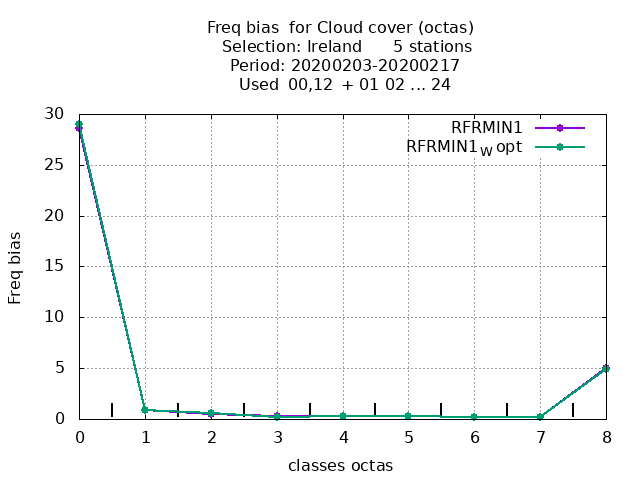 Freq bias for Cloud cover (octas)
Selection: Ireland 5 stations
Period: 20200203-20200217
Used 00,12 + 01 02 ... 24
RFRMIN1
RFRMIN1W opt
30
25
20
15
10
5
0
Freq bias
0 1 2 3 4 5 6 7 8
classes octas